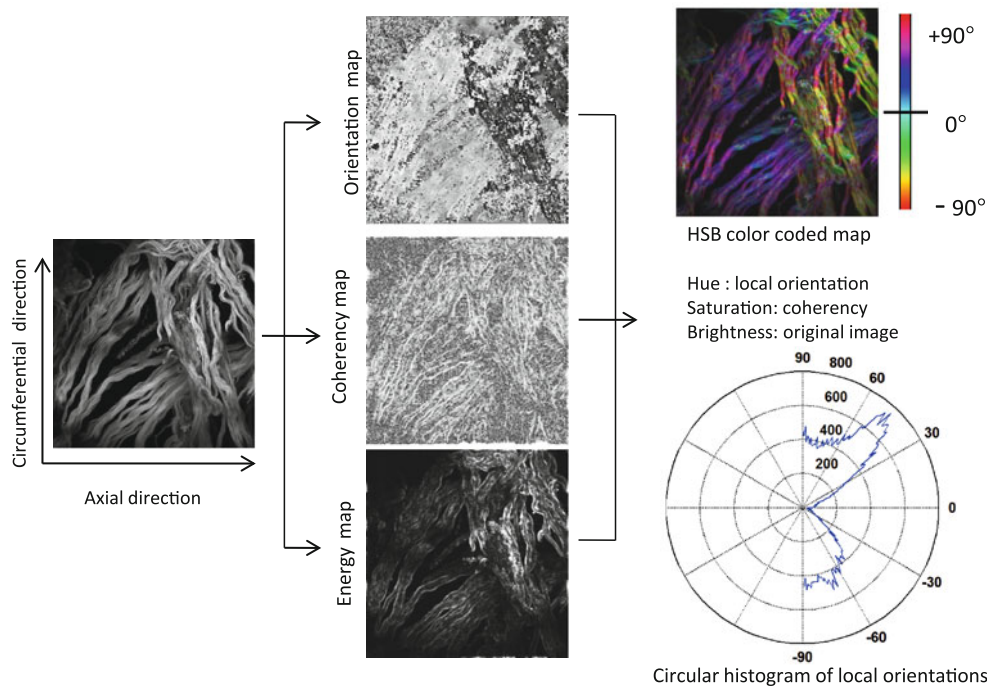 Circumferential direction
Axial direction
Orientation map
Coherency map
Energy map
+90°
0°
- 90°
HSB color coded map
Hue : local orientation
Saturation: coherency
Brightness: original image
90
800
60
600
400
30
200
0
-30
-60
-90
Circular histogram of local orientations